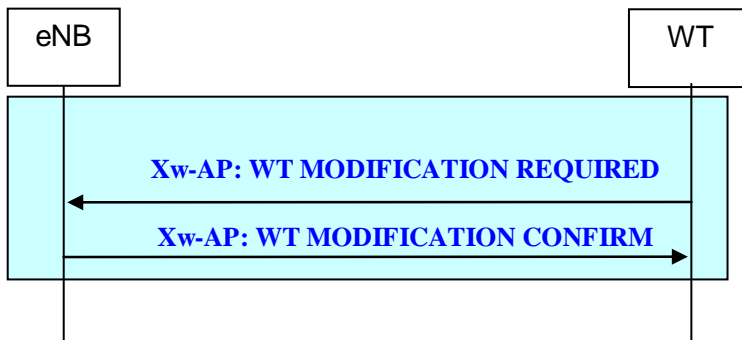 eNB
WT
Xw-AP: WT MODIFICATION REQUIRED
Xw-AP: WT MODIFICATION CONFIRM